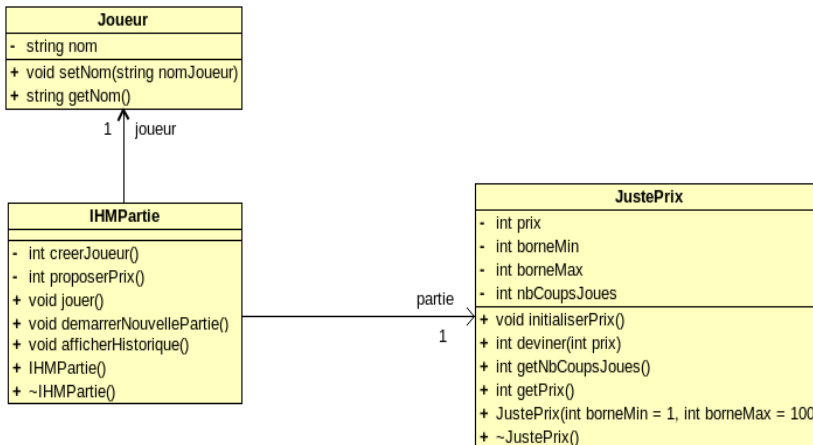 Joueur
- string nom
+ void setNom(string nomJoueur)
+ string getNom()
1 joueur
IHMPartie
- int creerJoueur()
- int proposerPrix()
+ void jouer()
+ void demarrerNouvellePartie()
+ void afficherHistorique()
+ IHMPartie()
+ ~IHMPartie()
partie
1
JustePrix
- int prix
- int borneMin
- int borneMax
- int nbCoupsJoues
+ void initialiserPrix()
+ int deviner(int prix)
+ int getNbCoupsJoues()
+ int getPrix()
+ JustePrix(int borneMin = 1, int borneMax = 100
+ ~JustePrix()